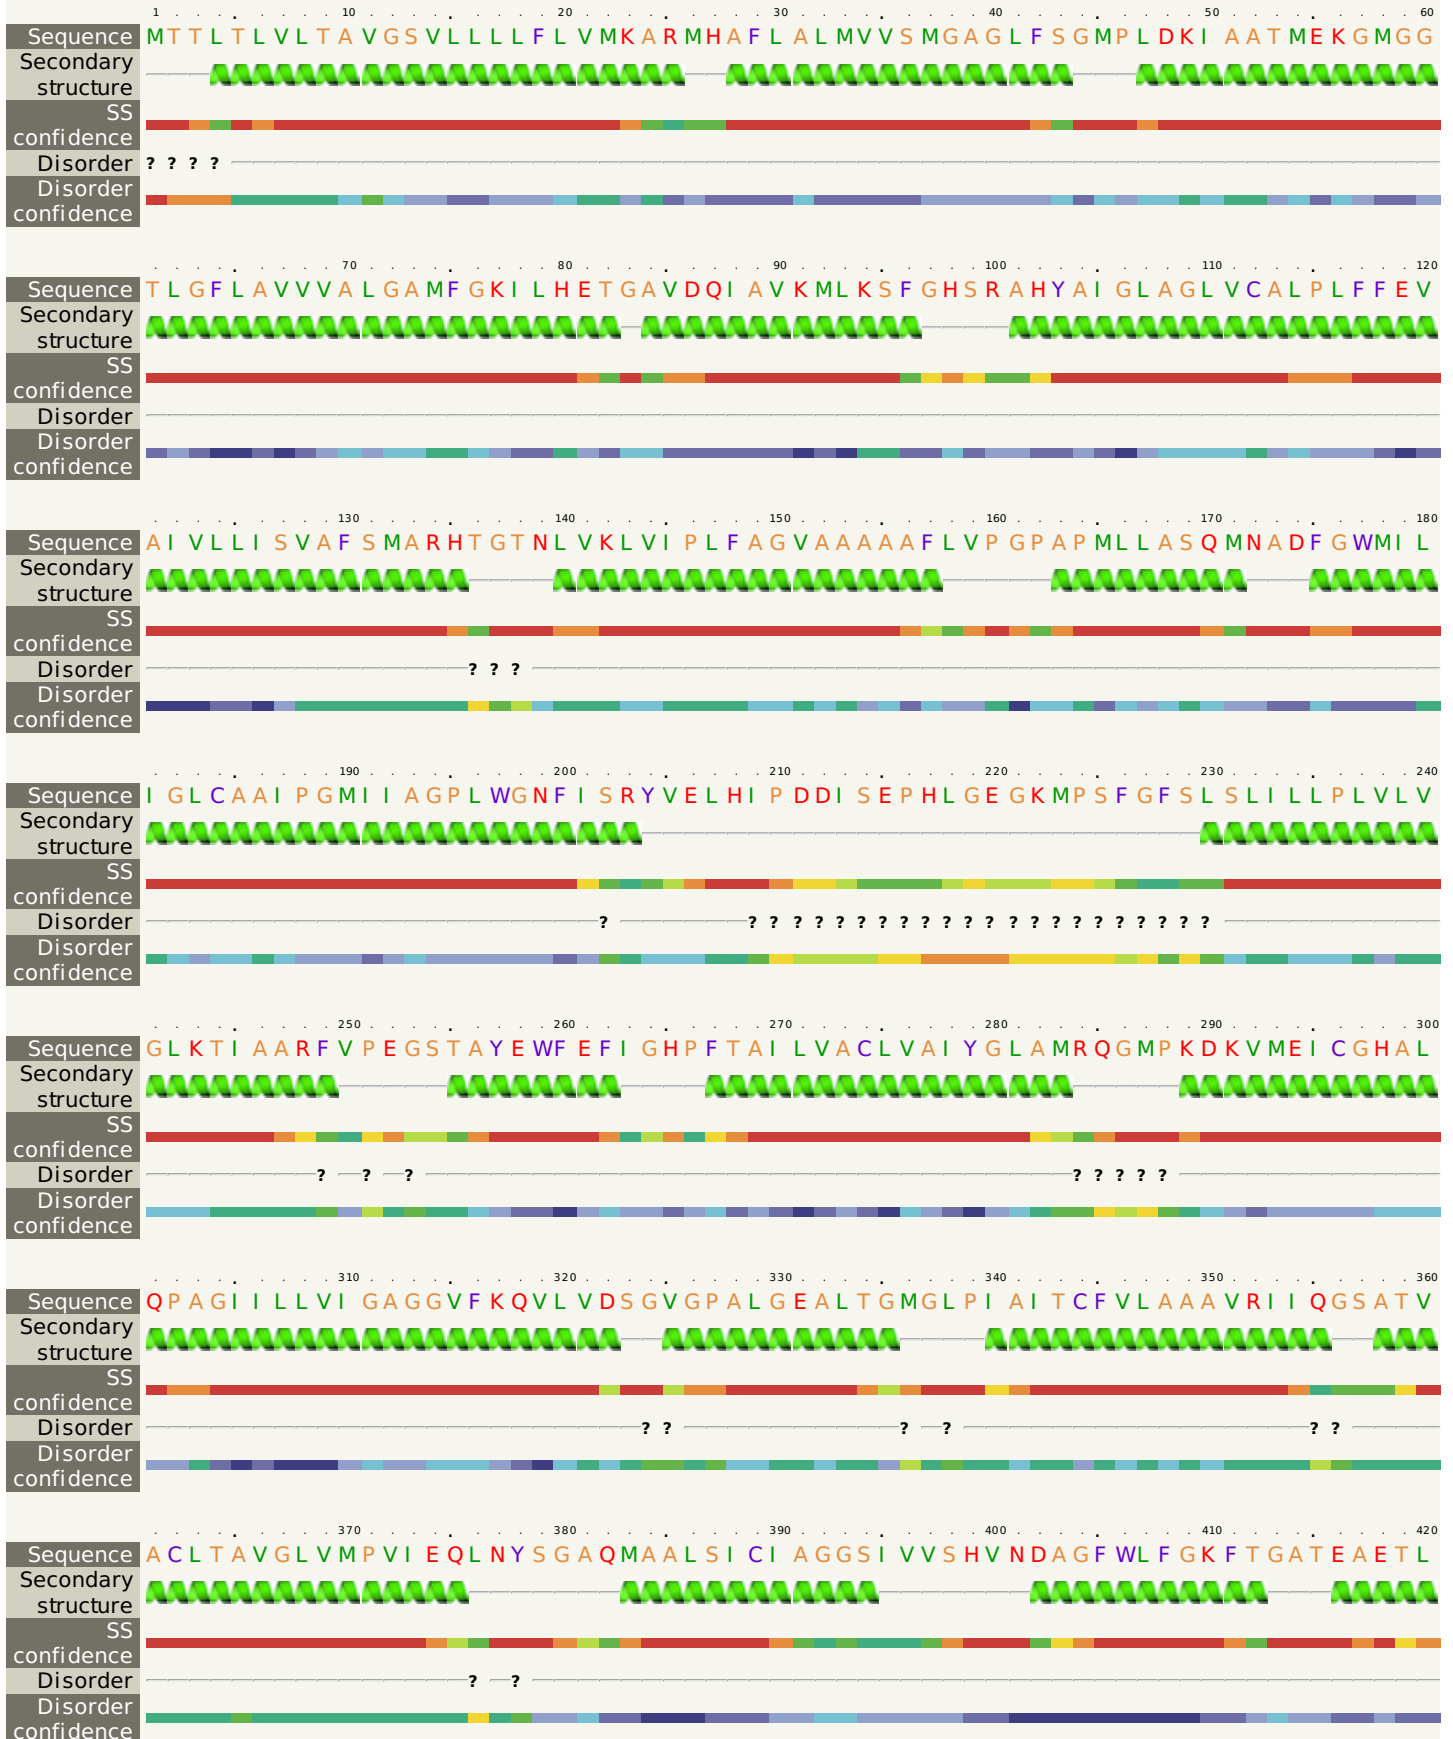 1 10 20 30 40 50 60
Sequence MTTLTLVLTAVGSVLLLLFLVMKARMHAFLALMVVSMGAGLFSGMPLDKIAATMEKGMGG
Secondary
structure
SS
confidence
Disorder ? ? ? ?
Disorder
confidence
70 80 90 100 110 120
Sequence TLGFLAVVVALGAMFGKILHETGAVDQIAVKMLKSFGHSRAHYAIGLAGLVCALPLFFEV
Secondary
structure
SS
confidence
Disorder
Disorder
confidence
130 140 150 160 170 180
Sequence AIVLLISVAFSMARHTGTNLVKLVIPLFAGVAAAAAFLVPGPAPMLLASQMNADFGWMIL
Secondary
structure
SS
confidence
Disorder ? ? ?
Disorder
confidence
190 200 210 220 230 240
Sequence IGLCAAIPGMIIAGPLWGNFISRYVELHIPDDISEPHLGEGKMPSFGFSLSLILLPLVLV
Secondary
structure
SS
confidence
Disorder ? ? ? ? ? ? ? ? ? ? ? ? ? ? ? ? ? ? ? ? ? ? ?
Disorder
confidence
250 260 270 280 290 300
Sequence GLKTIAARFVPEGSTAYEWFEFIGHPFTAILVACLVAIYGLAMRQGMPKDKVMEICGHAL
Secondary
structure
SS
confidence
Disorder ? ? ? ? ? ? ? ?
Disorder
confidence
310 320 330 340 350 360
Sequence QPAGIILLVIGAGGVFKQVLVDSGVGPALGEALTGMGLPIAITCFVLAAAVRIIQGSATV
Secondary
structure
SS
confidence
Disorder ? ? ? ? ? ?
Disorder
confidence
370 380 390 400 410 420
Sequence ACLTAVGLVMPVIEQLNYSGAQMAALSICIAGGSIVVSHVNDAGFWLFGKFTGATEAETL
Secondary
structure
SS
confidence
Disorder ? ?
Disorder
confidence